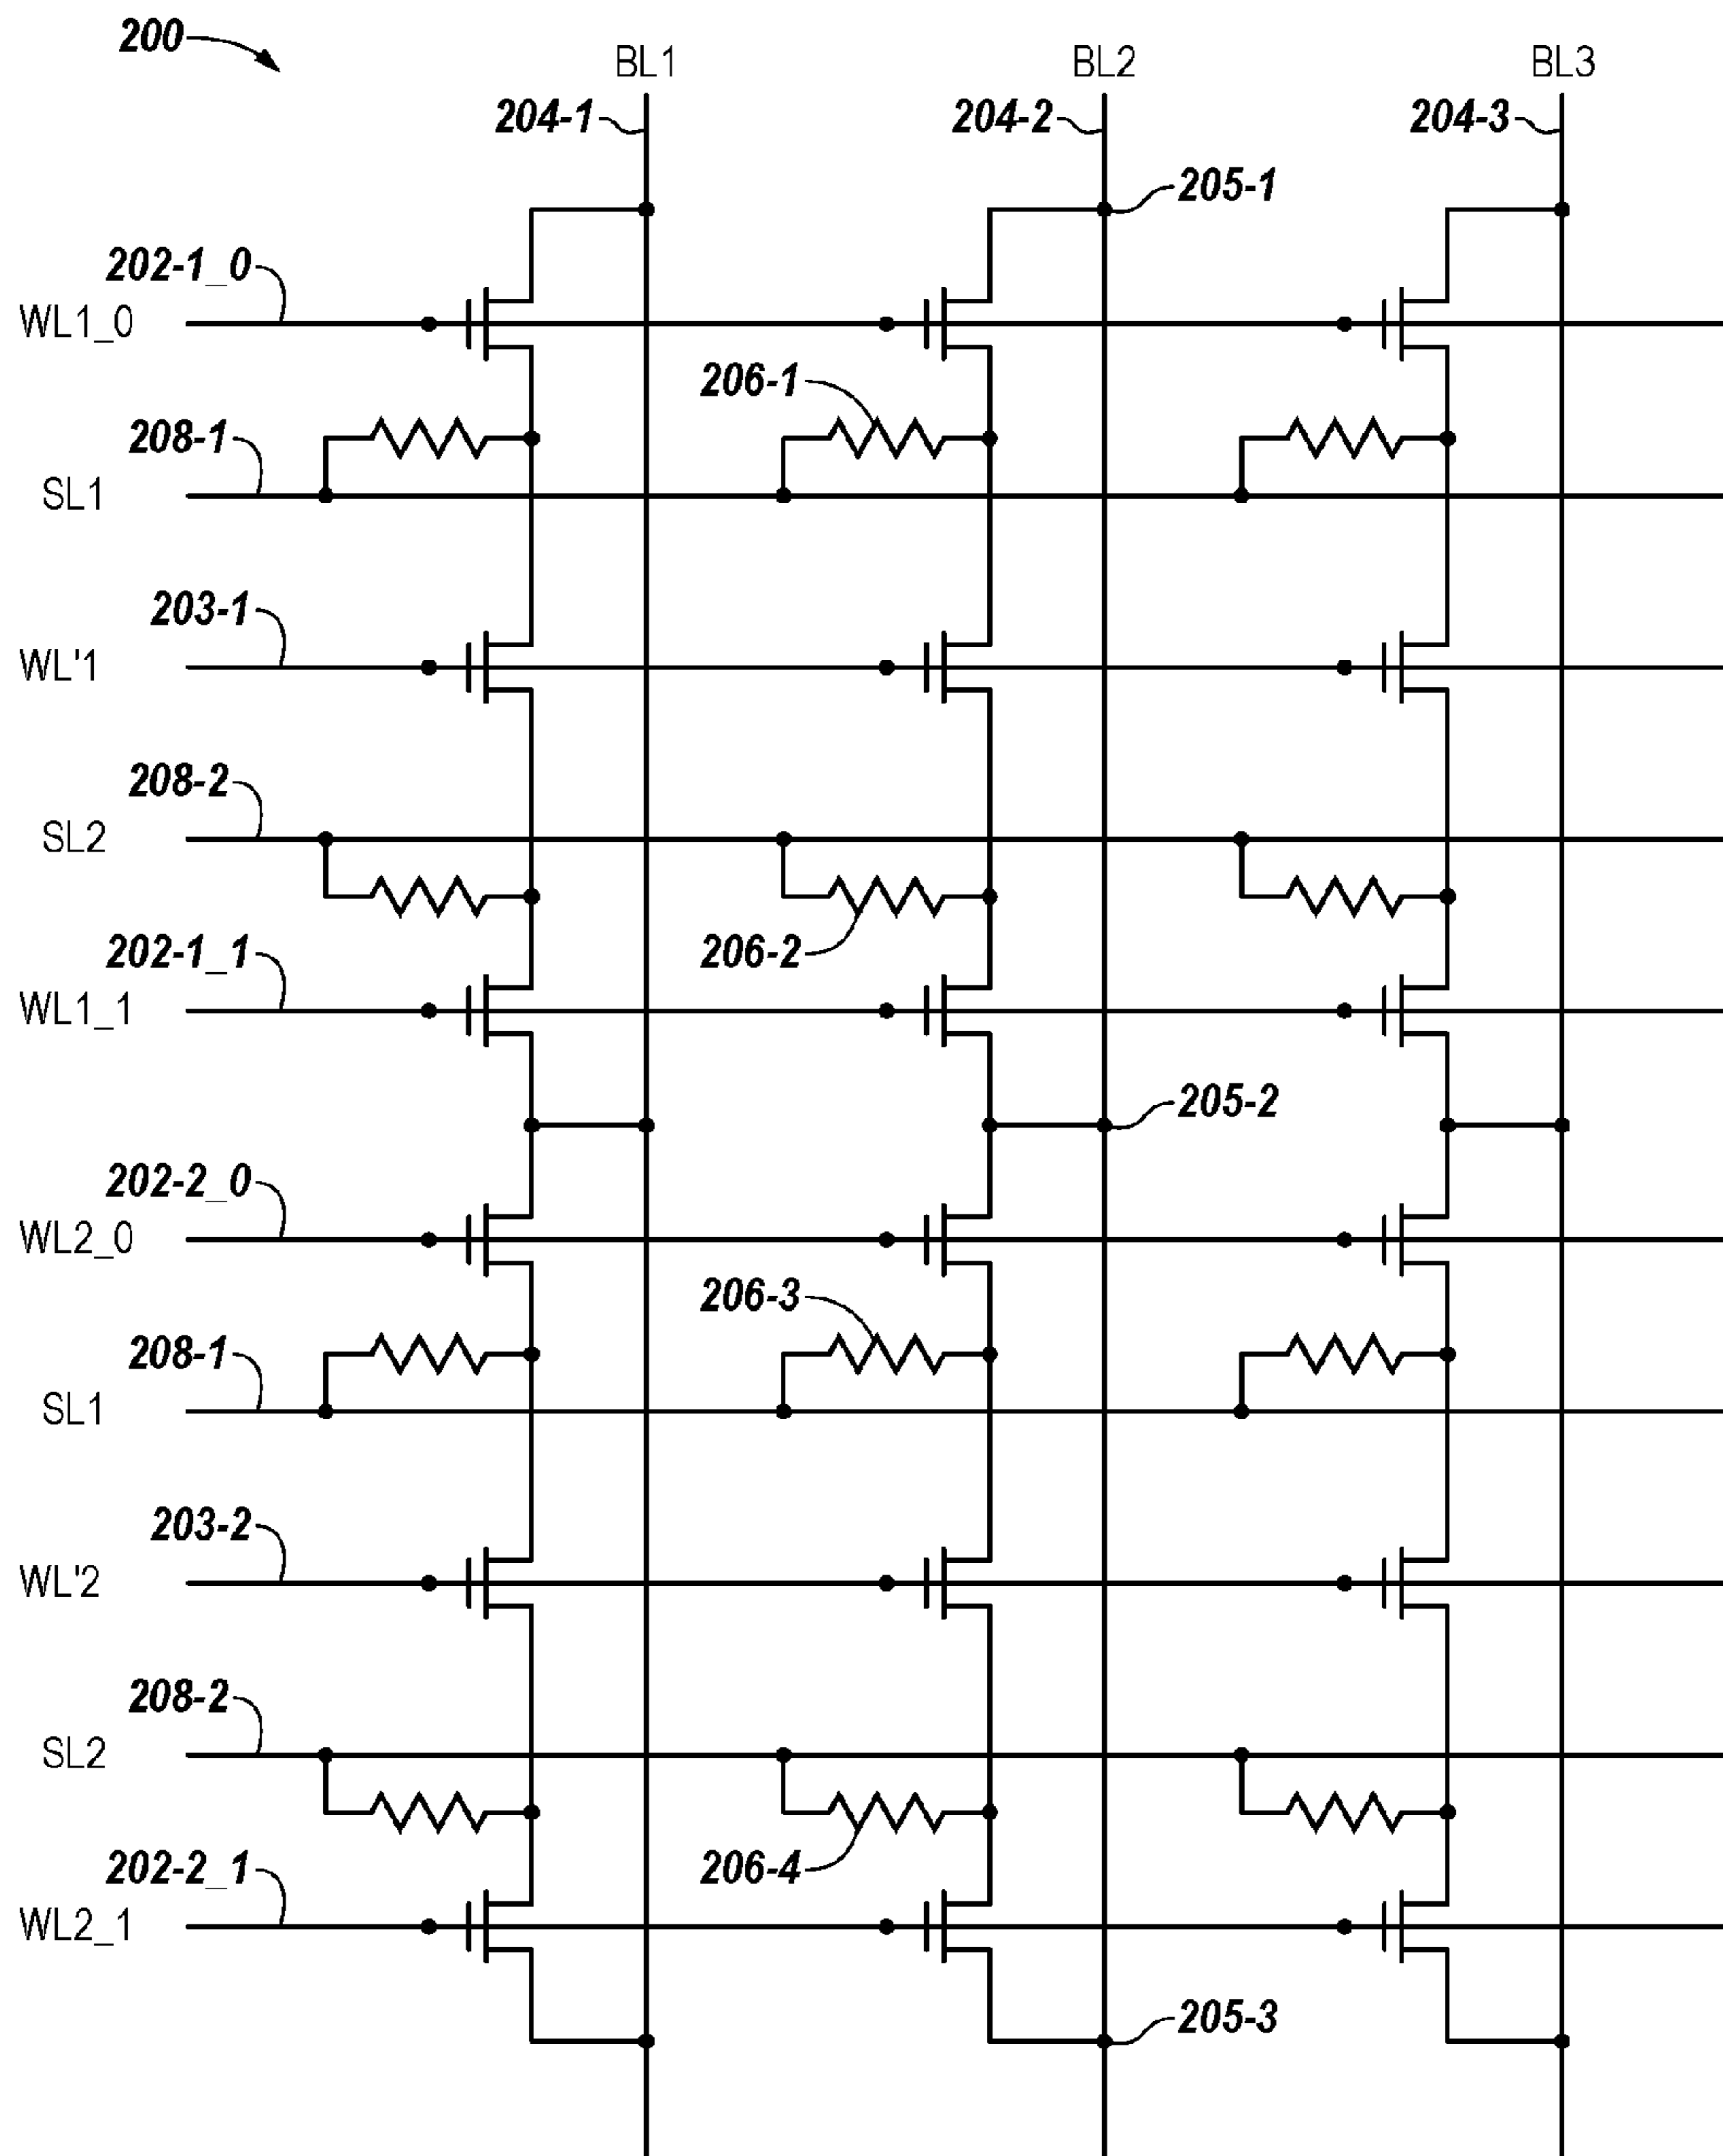 200
BL1 BL2 BL3
204-1 204-2 204-3
205-1
202-1_0
WL1_0
206-1
208-1
SL1
203-1
WL'1
208-2
SL2
202-1_1
206-2
WL1_1
205-2
202-2_0
WL2_0
206-3
208-1
SL1
203-2
WL'2
208-2
SL2
202-2_1
206-4
WL2_1
205-3